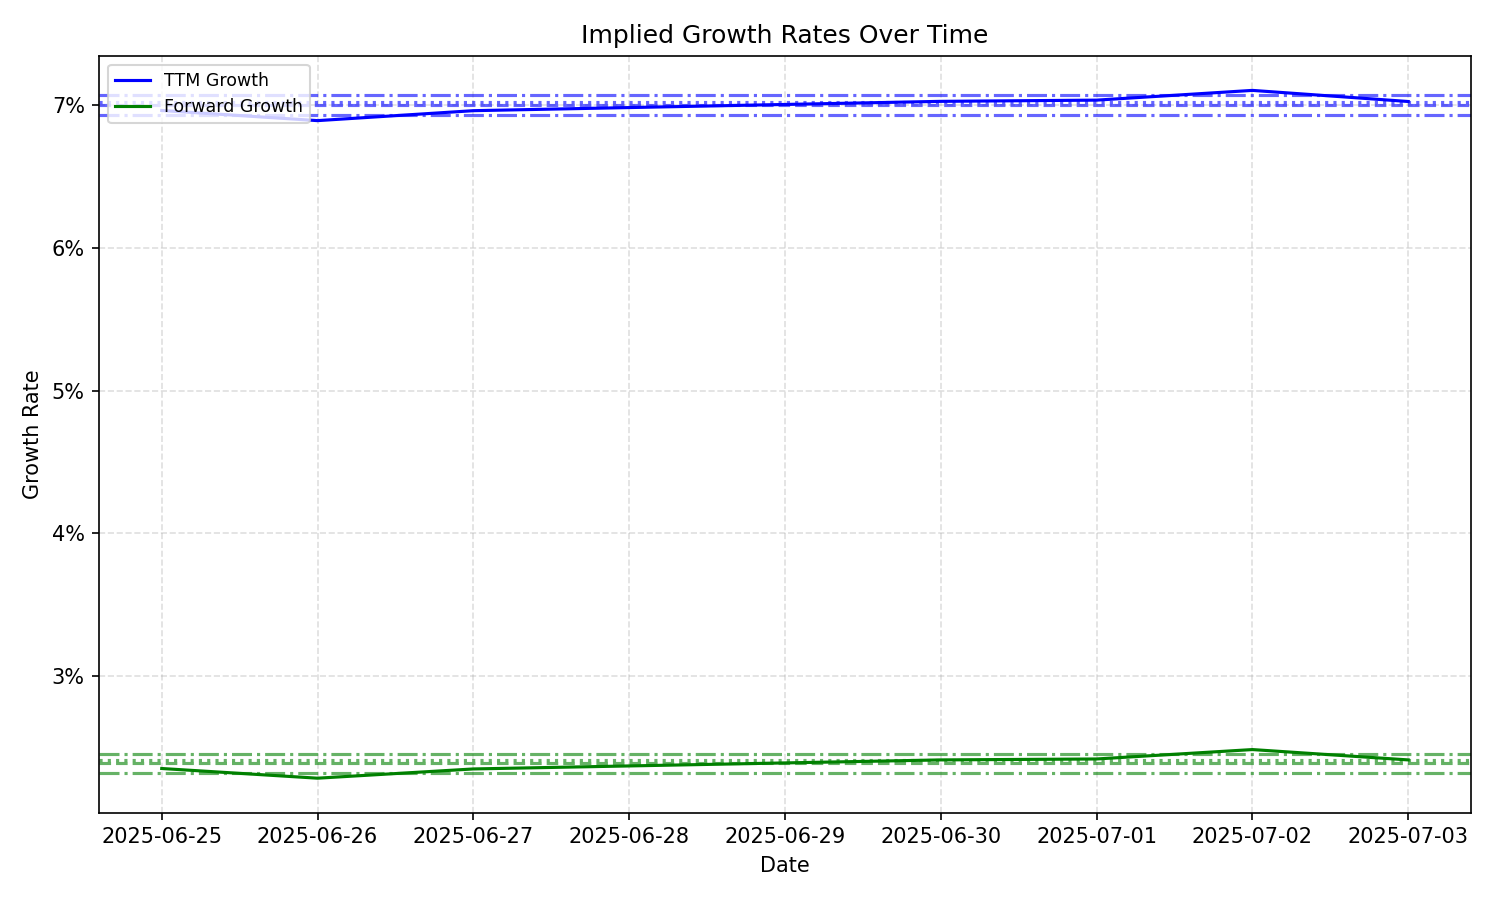 Implied Growth Rates Over Time
TTM Growth
Forward Growth
7%
6%
5%
4%
3%
Growth Rate
2025-06-25 2025-06-26 2025-06-27 2025-06-28 2025-06-29 2025-06-30 2025-07-01 2025-07-02 2025-07-03
Date